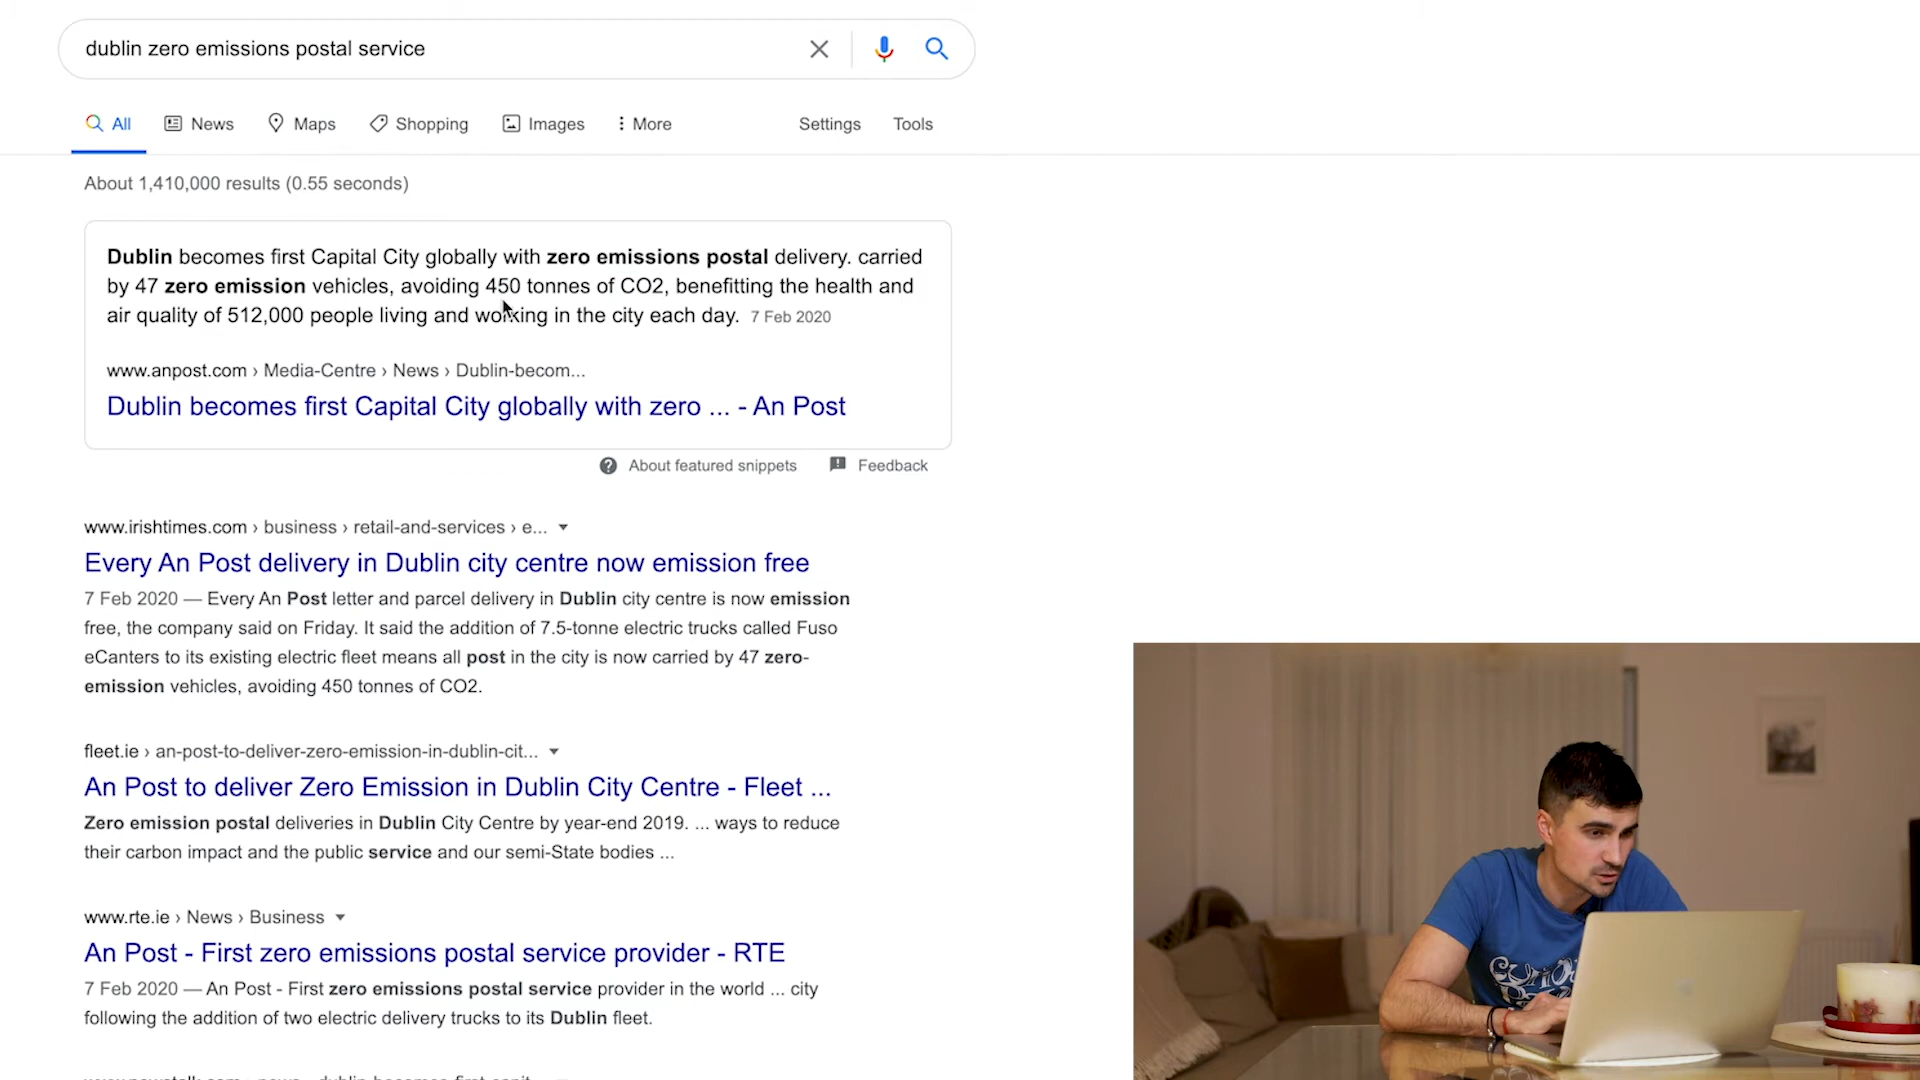 dublin zero emissions postal service
All News Maps Shopping Images More Settings Tools
About 1,410,000 results (0.55 seconds)
Dublin becomes first Capital City globally with zero emissions postal delivery. carried
by 47 zero emission vehicles, avoiding 450 tonnes of CO2, benefitting the health and
air quality of 512,000 people living and working in the city each day. 7 Feb 2020
www.anpost.com › Media-Centre › News › Dublin-becom...
Dublin becomes first Capital City globally with zero ... - An Post
About featured snippets Feedback
www.irishtimes.com › business › retail-and-services › e...
Every An Post delivery in Dublin city centre now emission free
7 Feb 2020 — Every An Post letter and parcel delivery in Dublin city centre is now emission
free, the company said on Friday. It said the addition of 7.5-tonne electric trucks called Fuso
eCanters to its existing electric fleet means all post in the city is now carried by 47 zero-
emission vehicles, avoiding 450 tonnes of CO2.
fleet.ie › an-post-to-deliver-zero-emission-in-dublin-cit...
An Post to deliver Zero Emission in Dublin City Centre - Fleet ...
Zero emission postal deliveries in Dublin City Centre by year-end 2019. ... ways to reduce
their carbon impact and the public service and our semi-State bodies ...
www.rte.ie › News › Business
An Post - First zero emissions postal service provider - RTE
7 Feb 2020 — An Post - First zero emissions postal service provider in the world ... city
following the addition of two electric delivery trucks to its Dublin fleet.